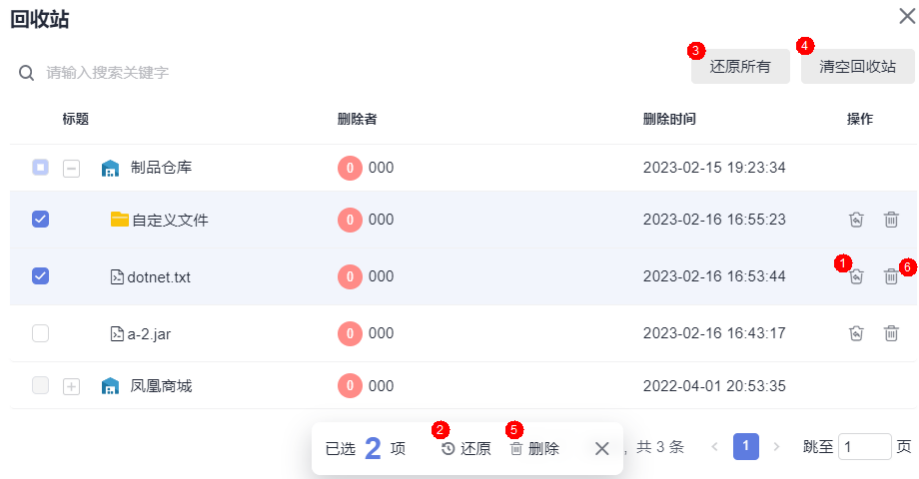 回收站
请输入搜索关键字
3 还原所有 4 清空回收站
标题 删除者 删除时间 操作
制品仓库 0 000 2023-02-15 19:23:34
自定义文件 0 000 2023-02-16 16:55:23
dotnet.txt 0 000 2023-02-16 16:53:44 1 6
a-2.jar 0 000 2023-02-16 16:43:17
凤凰商城 0 000 2022-04-01 20:53:35
已选 2 项 2 还原 5 删除 , 共 3 条 < 1 > 跳至 1 页